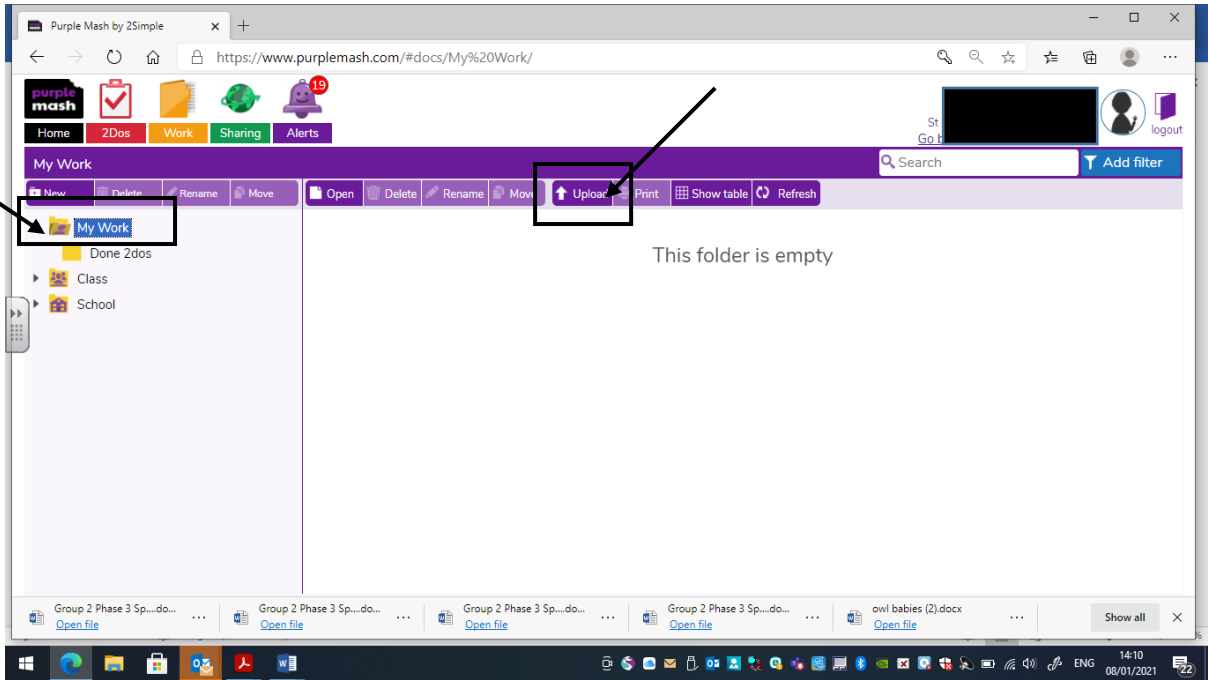 Purple Mash by 2Simple
https://www.purplemash.com/#docs/My%20Work/
purple
mash
19
Home 2Dos Work Sharing Alerts
St
logout
My Work
Search
Add filter
New Delete Rename Move
Open Delete Rename Move Upload Print Show table Refresh
My Work
Done 2dos
Class
School
This folder is empty
Group 2 Phase 3 Sp....do... Group 2 Phase 3 Sp....do... Group 2 Phase 3 Sp....do... Group 2 Phase 3 Sp....do... owl babies (2).docx
Open file Open file Open file Open file Open file
Show all
ENG
14:10
08/01/2021
22